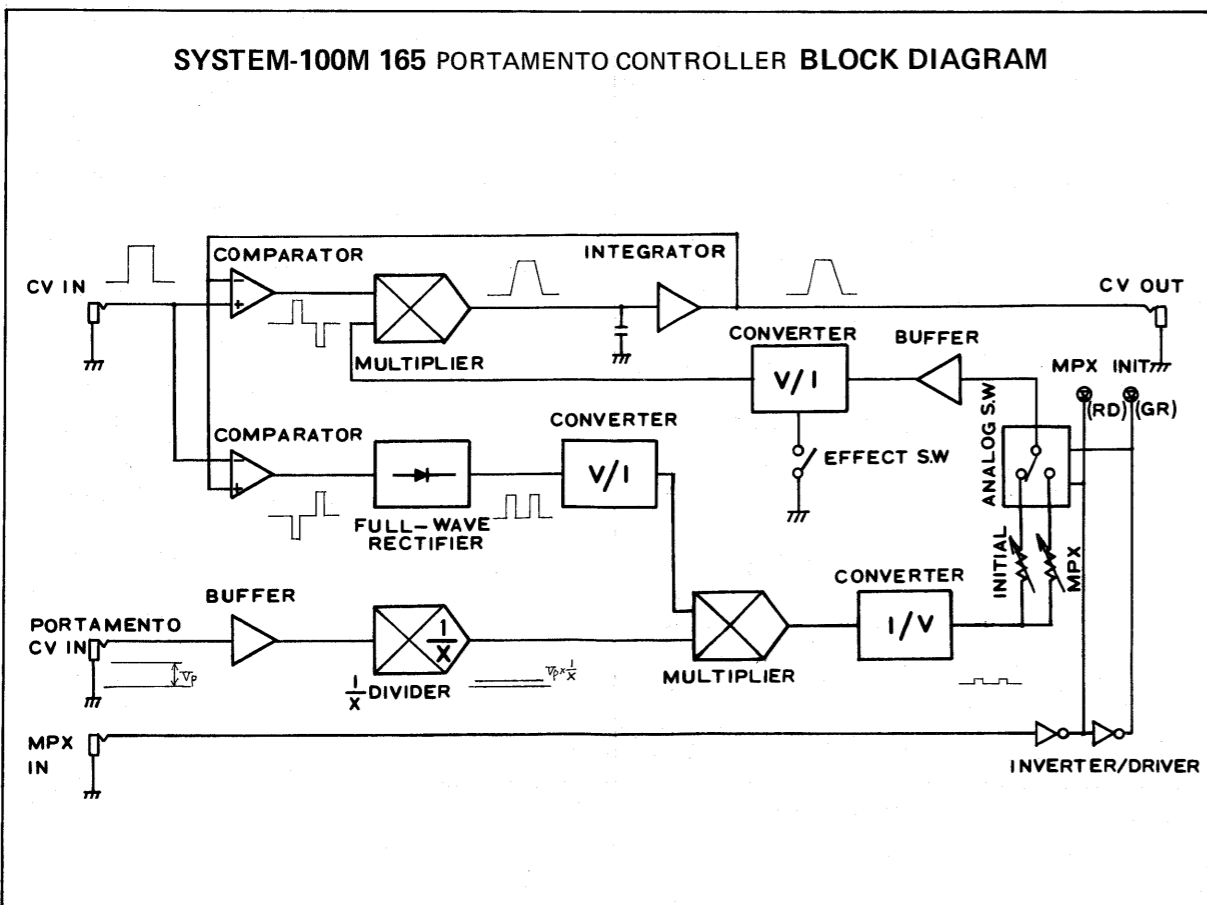 SYSTEM-100M 165 PORTAMENTO CONTROLLER BLOCK DIAGRAM
COMPARATOR
INTEGRATOR
CV IN
CV OUT
MULTIPLIER
CONVERTER
V/I
BUFFER
MPX INIT
(RD) (GR)
ANALOG S.W
EFFECT S.W
COMPARATOR
CONVERTER
V/I
FULL-WAVE
RECTIFIER
INITIAL
MPX
BUFFER
CONVERTER
I/V
PORTAMENTO
CV IN
Vp
1/X
1/X DIVIDER
Vp×1/X
MULTIPLIER
MPX
IN
INVERTER/DRIVER